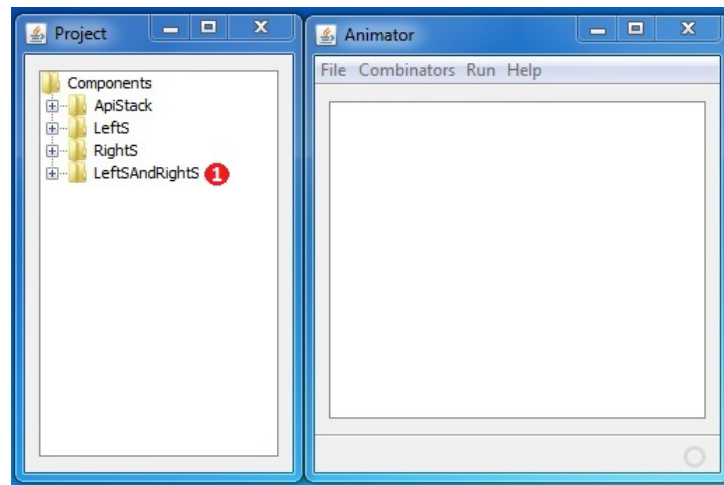 Project
Components
ApiStack
LeftS
RightS
LeftSAndRightS 1
Animator
File Combinators Run Help